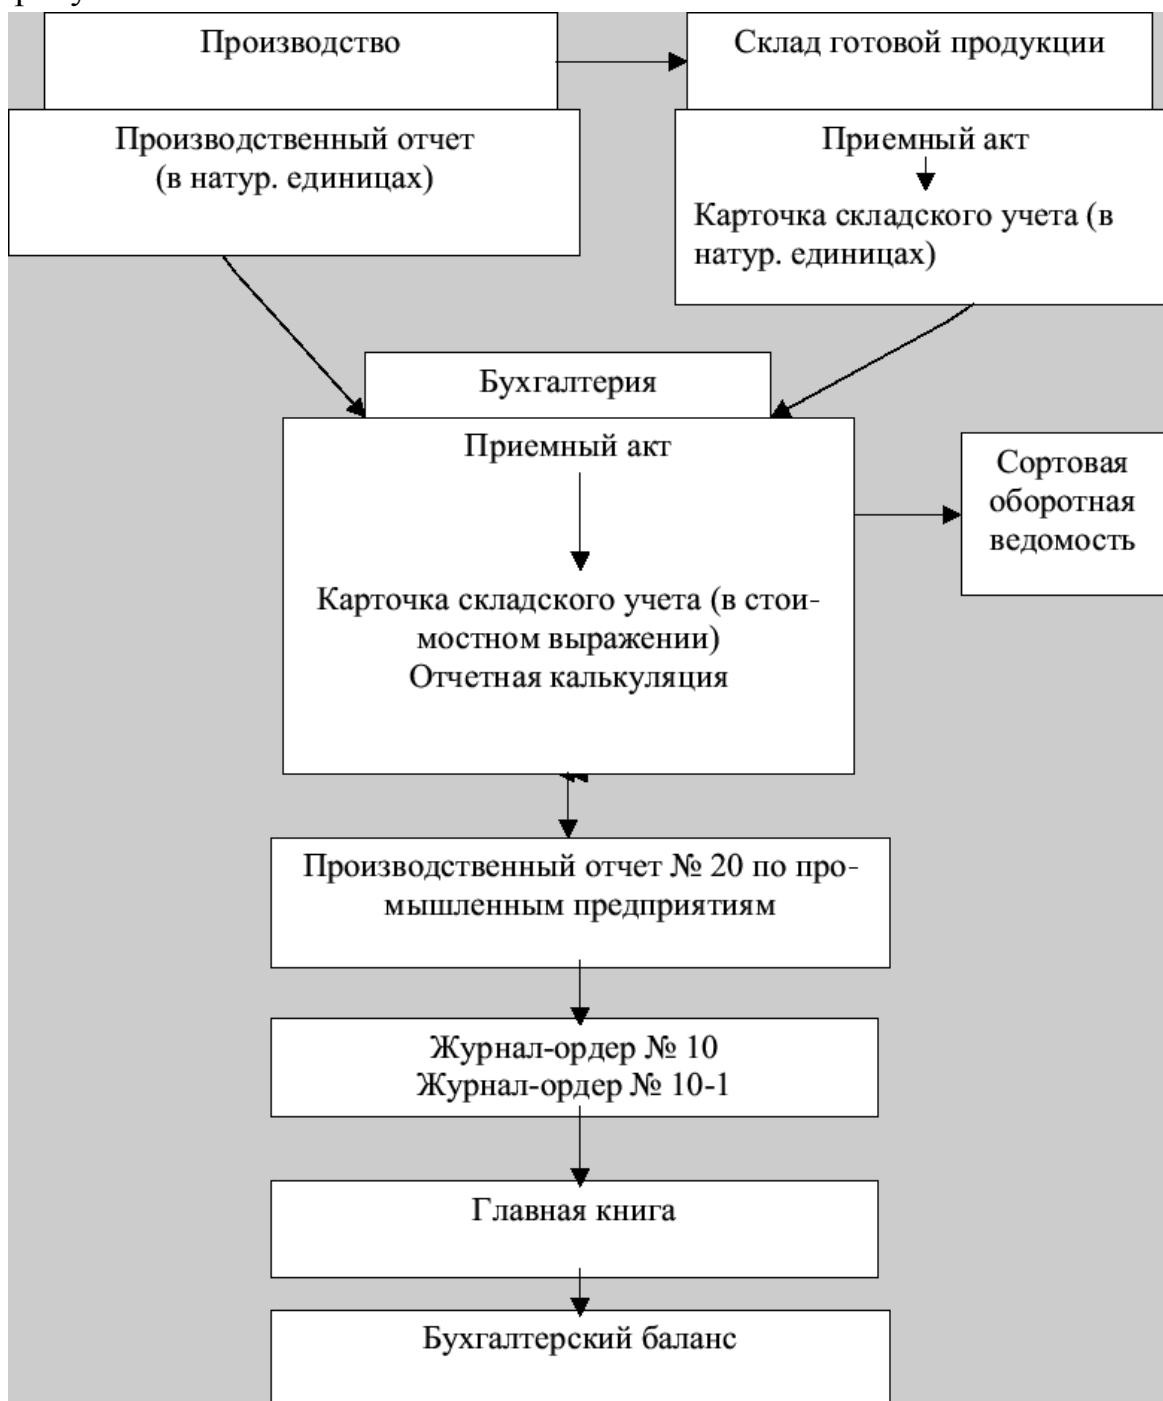 Производство
Склад готовой продукции
Производственный отчет
(в натур. единицах)
Приемный акт
Карточка складского учета (в
натур. единицах)
Бухгалтерия
Приемный акт
Карточка складского учета (в стои-
мостном выражении)
Отчетная калькуляция
Сортовая
оборотная
ведомость
Производственный отчет № 20 по про-
мышленным предприятиям
Журнал-ордер № 10
Журнал-ордер № 10-1
Главная книга
Бухгалтерский баланс